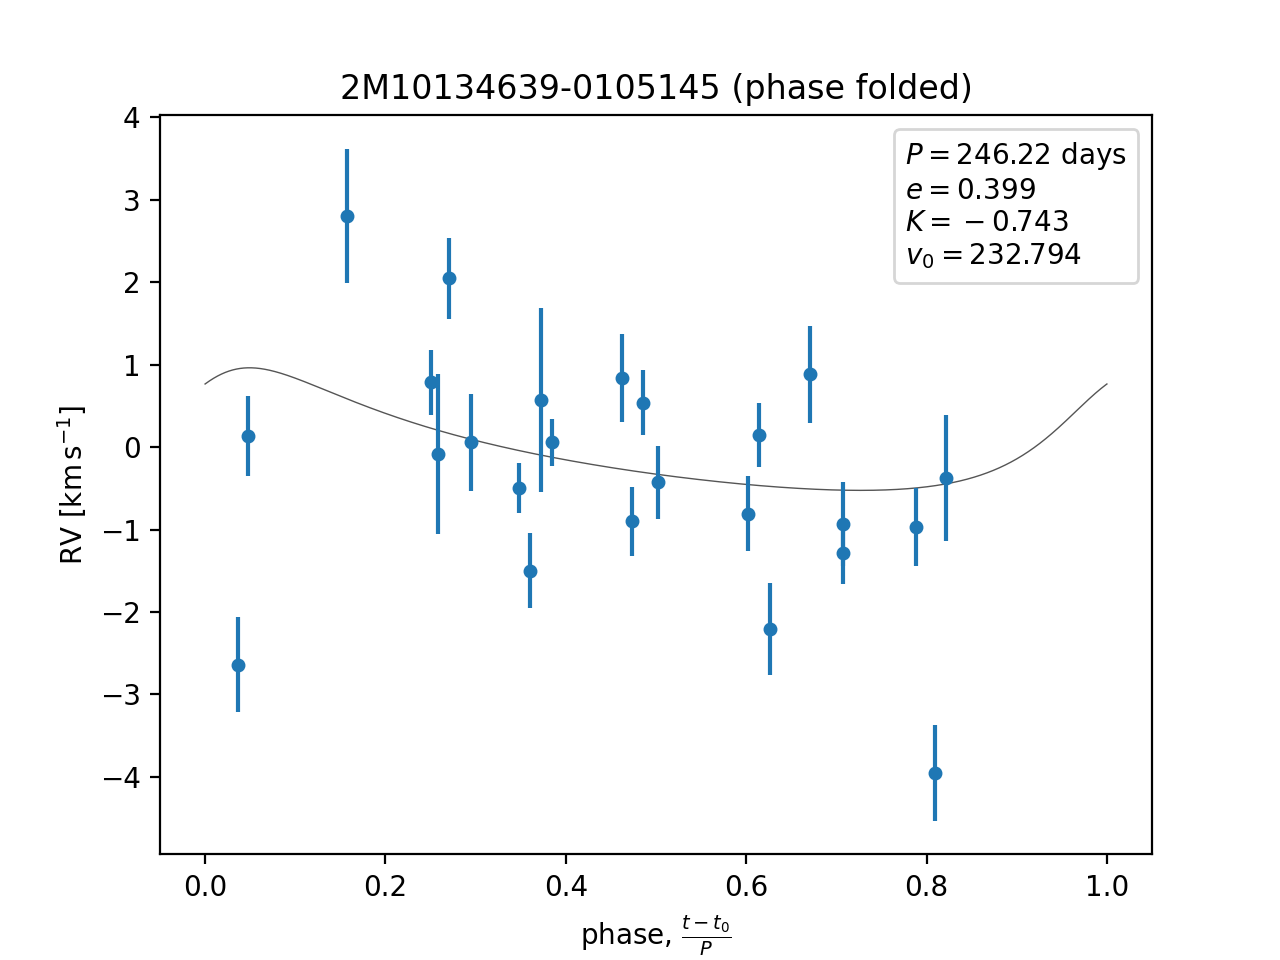 2M10134639-0105145 (phase folded)
P = 246.22 days
e = 0.399
K = −0.743
v₀ = 232.794
4
3
2
1
0
−1
−2
−3
−4
RV [km s⁻¹]
0.0 0.2 0.4 0.6 0.8 1.0
phase, (t − t₀)/P